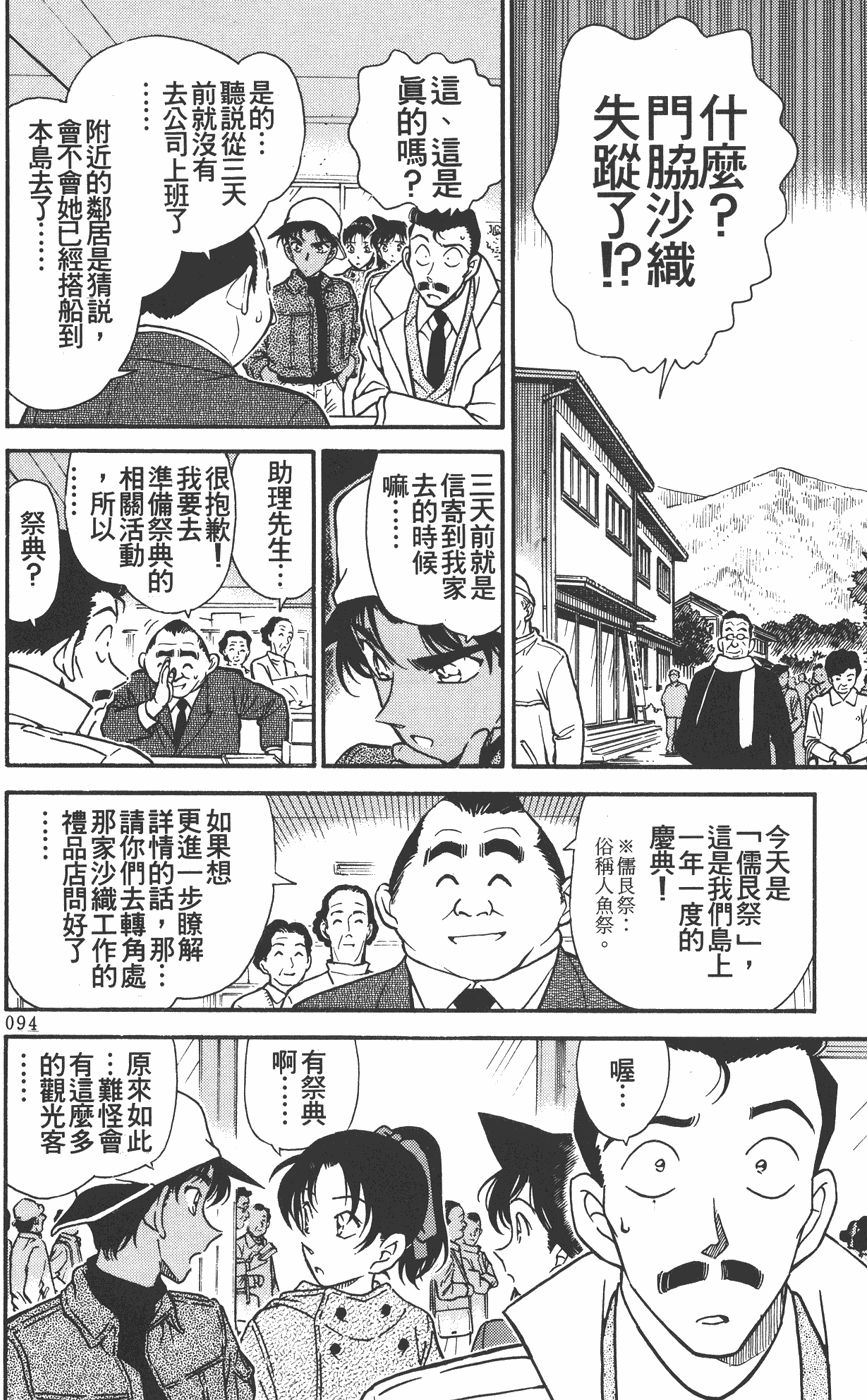 什麼?
門脇沙織
失蹤了!?
這、這是
眞的嗎?
是的…
聽説從三天
前就沒有
去公司上班了
……
附近的鄰居是猜説，
會不會她已經搭船到
本島去了……
三天前就是
信寄到我家
去的時候
嘛……
助理先生…
很抱歉!
我要去
準備祭典的
相關活動
，所以
……
祭典?
今天是
「儒艮祭」，
這是我們島上
一年一度的
慶典!
※儒艮祭…
俗稱人魚祭。
如果想
更進一步瞭解
詳情的話，那…
請你們去轉角處
那家沙織工作的
禮品店問好了
……
094
喔…
有祭典
啊……
原來如此
…難怪會
有這麼多
的觀光客
……